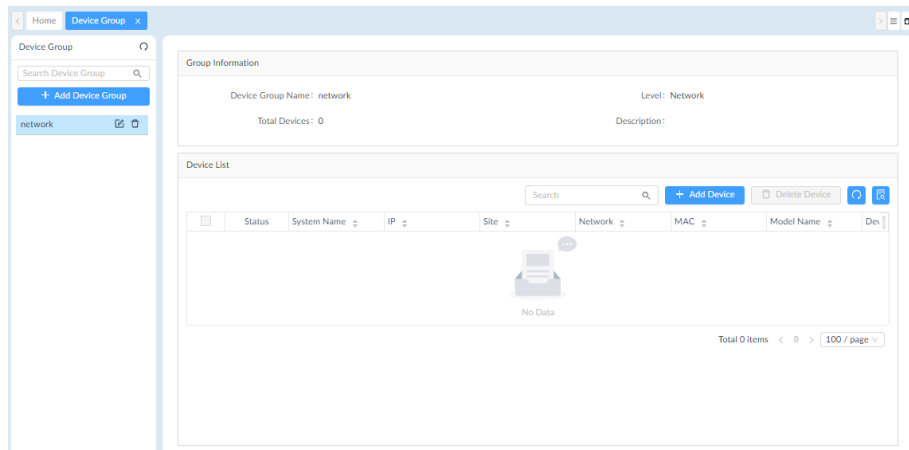 Home Device Group x
Device Group
Search Device Group
+ Add Device Group
network
Group Information
Device Group Name: network Level: Network
Total Devices: 0 Description:
Device List
Search + Add Device Delete Device
Status System Name IP Site Network MAC Model Name Dev
No Data
Total 0 items < 0 > 100 / page